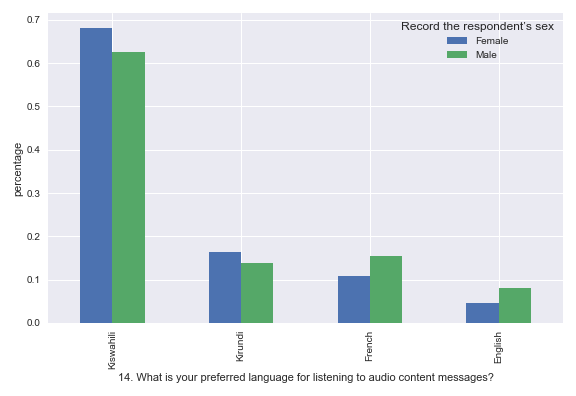 Record the respondent's sex
Female
Male
percentage
0.7
0.6
0.5
0.4
0.3
0.2
0.1
0.0
Kiswahili
Kirundi
French
English
14. What is your preferred language for listening to audio content messages?